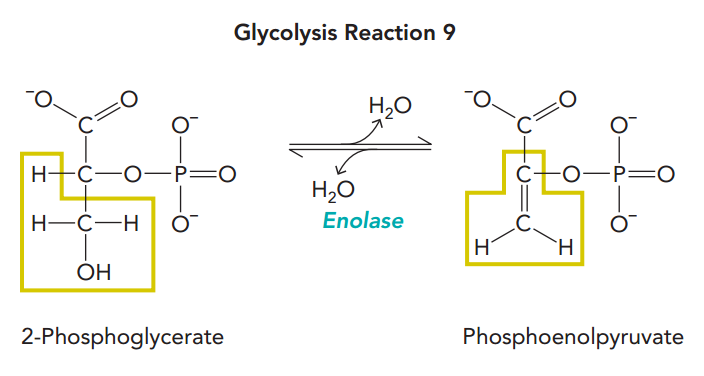 Glycolysis Reaction 9
⁻O O
C
O⁻
H—C—O—P=O
H—C—H O⁻
OH
H₂O
H₂O
Enolase
⁻O O
C
O⁻
C—O—P=O
C O⁻
H H
2-Phosphoglycerate
Phosphoenolpyruvate